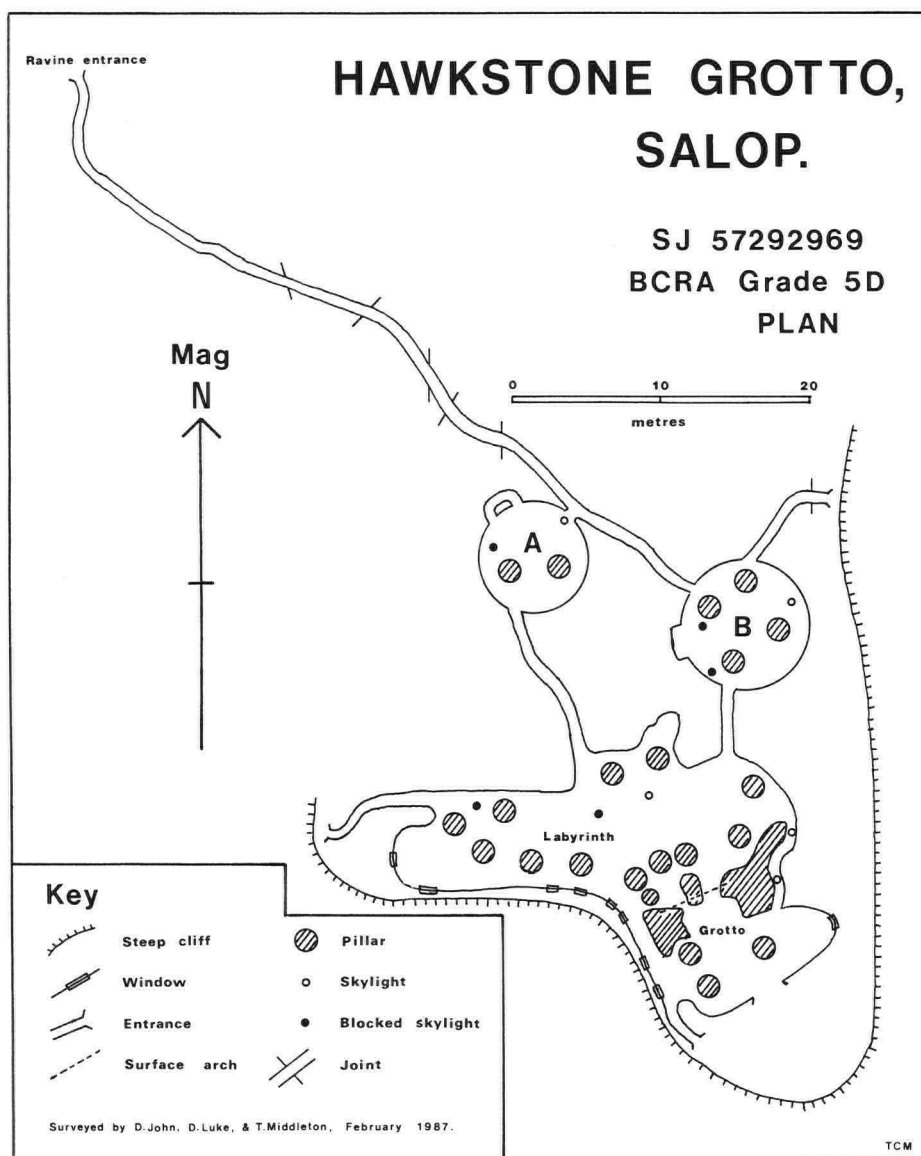 Ravine entrance
HAWKSTONE GROTTO,
SALOP.
SJ 57292969
BCRA Grade 5D
PLAN
Mag
N
0 10 20
metres
A
B
Labyrinth
Grotto
Key
Steep cliff
Pillar
Window
Skylight
Entrance
Blocked skylight
Surface arch
Joint
Surveyed by D.John, D.Luke, & T.Middleton, February 1987.
TCM